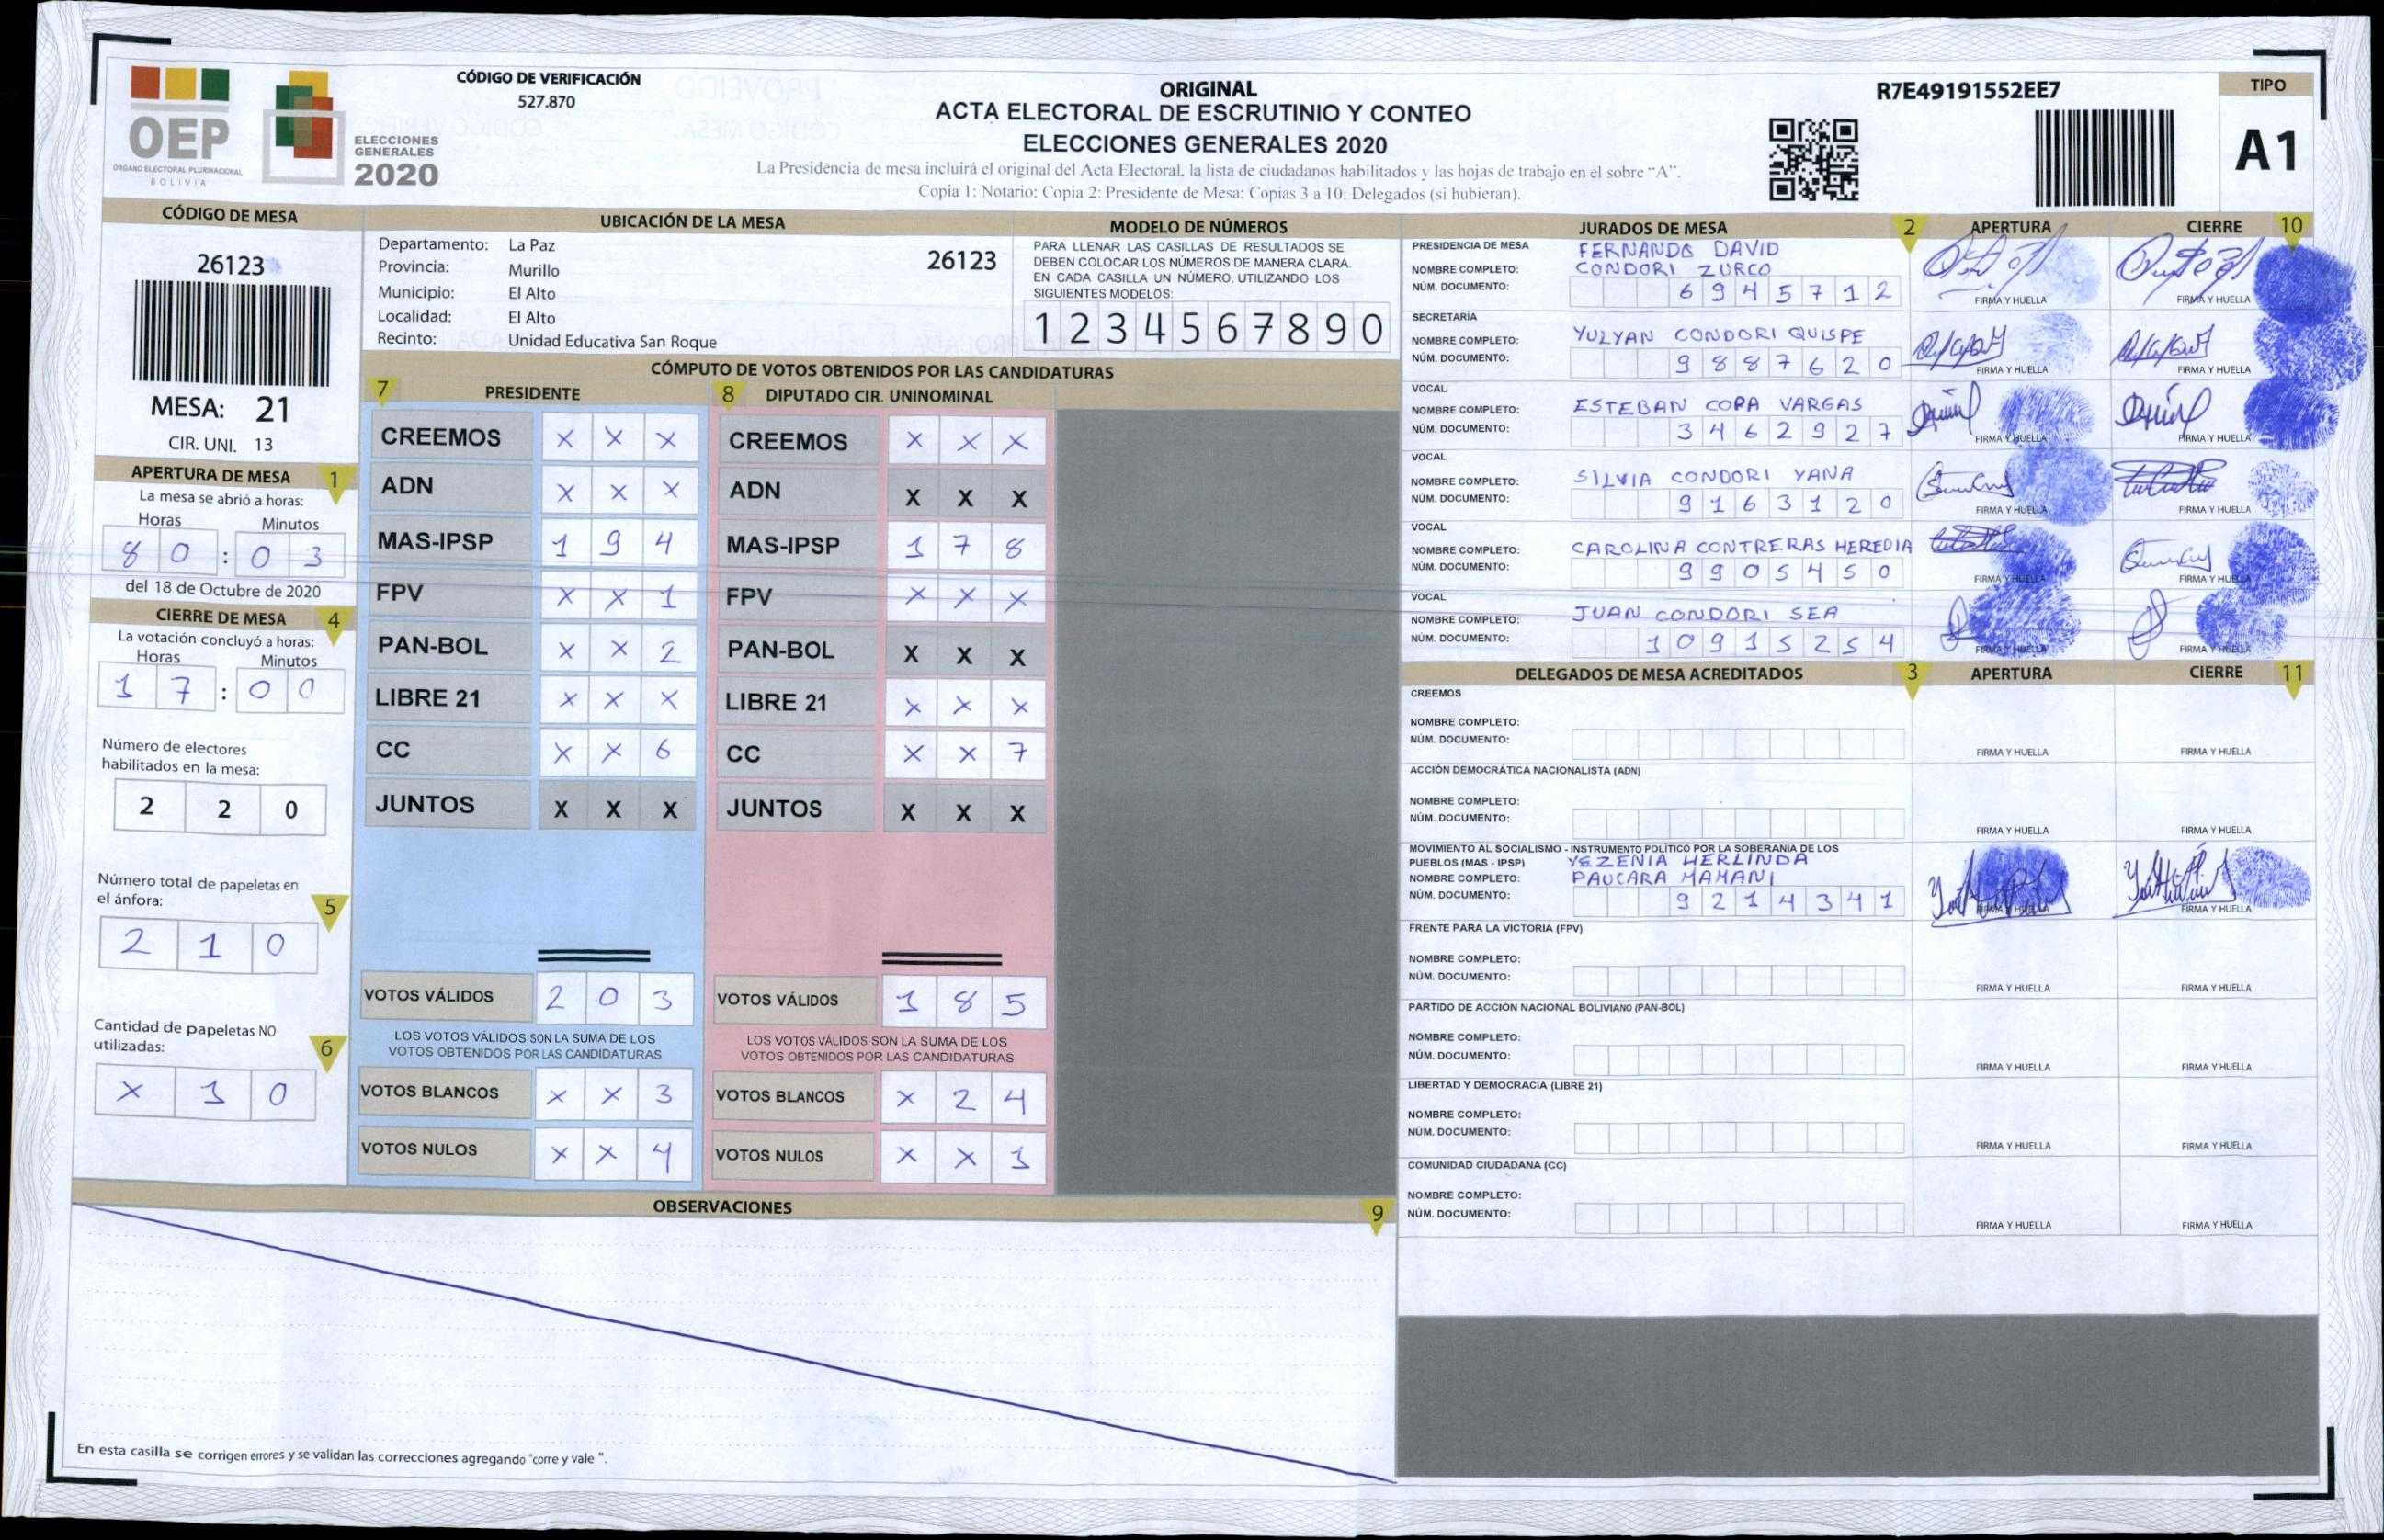 OEP
ÓRGANO ELECTORAL PLURINACIONAL
BOLIVIA
ELECCIONES
GENERALES
2020
CÓDIGO DE VERIFICACIÓN
527.870
ORIGINAL
ACTA ELECTORAL DE ESCRUTINIO Y CONTEO
ELECCIONES GENERALES 2020
La Presidencia de mesa incluirá el original del Acta Electoral, la lista de ciudadanos habilitados y las hojas de trabajo en el sobre “A”.
Copia 1: Notario; Copia 2: Presidente de Mesa; Copias 3 a 10: Delegados (si hubieran).
R7E49191552EE7
TIPO
A1
CÓDIGO DE MESA
26123
MESA: 21
CIR. UNI. 13
APERTURA DE MESA 1
La mesa se abrió a horas:
Horas Minutos
8 0 : 0 3
del 18 de Octubre de 2020
CIERRE DE MESA 4
La votación concluyó a horas:
Horas Minutos
1 7 : 0 0
Número de electores
habilitados en la mesa:
2 2 0
Número total de papeletas en
el ánfora: 5
2 1 0
Cantidad de papeletas NO
utilizadas: 6
X 1 0
UBICACIÓN DE LA MESA
Departamento: La Paz
Provincia: Murillo
Municipio: El Alto
Localidad: El Alto
Recinto: Unidad Educativa San Roque
26123
MODELO DE NÚMEROS
PARA LLENAR LAS CASILLAS DE RESULTADOS SE
DEBEN COLOCAR LOS NÚMEROS DE MANERA CLARA.
EN CADA CASILLA UN NÚMERO, UTILIZANDO LOS
SIGUIENTES MODELOS:
1 2 3 4 5 6 7 8 9 0
CÓMPUTO DE VOTOS OBTENIDOS POR LAS CANDIDATURAS
7 PRESIDENTE
CREEMOS X X X
ADN X X X
MAS-IPSP 1 9 4
FPV X X 1
PAN-BOL X X 2
LIBRE 21 X X X
CC X X 6
JUNTOS X X X
VOTOS VÁLIDOS 2 0 3
LOS VOTOS VÁLIDOS SON LA SUMA DE LOS
VOTOS OBTENIDOS POR LAS CANDIDATURAS
VOTOS BLANCOS X X 3
VOTOS NULOS X X 4
8 DIPUTADO CIR. UNINOMINAL
CREEMOS X X X
ADN X X X
MAS-IPSP 1 7 8
FPV X X X
PAN-BOL X X X
LIBRE 21 X X X
CC X X 7
JUNTOS X X X
VOTOS VÁLIDOS 1 8 5
LOS VOTOS VÁLIDOS SON LA SUMA DE LOS
VOTOS OBTENIDOS POR LAS CANDIDATURAS
VOTOS BLANCOS X 2 4
VOTOS NULOS X X 1
OBSERVACIONES 9
En esta casilla se corrigen errores y se validan las correcciones agregando "corre y vale ".
JURADOS DE MESA 2 APERTURA CIERRE 10
PRESIDENCIA DE MESA
NOMBRE COMPLETO: FERNANDO DAVID
CONDORI ZURCO
NÚM. DOCUMENTO: 6 9 4 5 7 1 2
FIRMA Y HUELLA FIRMA Y HUELLA
SECRETARÍA
NOMBRE COMPLETO: YULYAN CONDORI QUISPE
NÚM. DOCUMENTO: 9 8 8 7 6 2 0
FIRMA Y HUELLA FIRMA Y HUELLA
VOCAL
NOMBRE COMPLETO: ESTEBAN COPA VARGAS
NÚM. DOCUMENTO: 3 4 6 2 9 2 7
FIRMA Y HUELLA FIRMA Y HUELLA
VOCAL
NOMBRE COMPLETO: SILVIA CONDORI YANA
NÚM. DOCUMENTO: 9 1 6 3 1 2 0
FIRMA Y HUELLA FIRMA Y HUELLA
VOCAL
NOMBRE COMPLETO: CAROLINA CONTRERAS HEREDIA
NÚM. DOCUMENTO: 9 9 0 5 4 5 0
FIRMA Y HUELLA FIRMA Y HUELLA
VOCAL
NOMBRE COMPLETO: JUAN CONDORI SEA
NÚM. DOCUMENTO: 1 0 9 1 5 2 5 4
FIRMA Y HUELLA FIRMA Y HUELLA
DELEGADOS DE MESA ACREDITADOS 3 APERTURA CIERRE 11
CREEMOS
NOMBRE COMPLETO:
NÚM. DOCUMENTO:
FIRMA Y HUELLA FIRMA Y HUELLA
ACCIÓN DEMOCRÁTICA NACIONALISTA (ADN)
NOMBRE COMPLETO:
NÚM. DOCUMENTO:
FIRMA Y HUELLA FIRMA Y HUELLA
MOVIMIENTO AL SOCIALISMO - INSTRUMENTO POLÍTICO POR LA SOBERANIA DE LOS
PUEBLOS (MAS - IPSP) YEZENIA HERLINDA
NOMBRE COMPLETO: PAUCARA MAMANI
NÚM. DOCUMENTO: 9 2 1 4 3 4 1
FIRMA Y HUELLA FIRMA Y HUELLA
FRENTE PARA LA VICTORIA (FPV)
NOMBRE COMPLETO:
NÚM. DOCUMENTO:
FIRMA Y HUELLA FIRMA Y HUELLA
PARTIDO DE ACCIÓN NACIONAL BOLIVIANO (PAN-BOL)
NOMBRE COMPLETO:
NÚM. DOCUMENTO:
FIRMA Y HUELLA FIRMA Y HUELLA
LIBERTAD Y DEMOCRACIA (LIBRE 21)
NOMBRE COMPLETO:
NÚM. DOCUMENTO:
FIRMA Y HUELLA FIRMA Y HUELLA
COMUNIDAD CIUDADANA (CC)
NOMBRE COMPLETO:
NÚM. DOCUMENTO:
FIRMA Y HUELLA FIRMA Y HUELLA